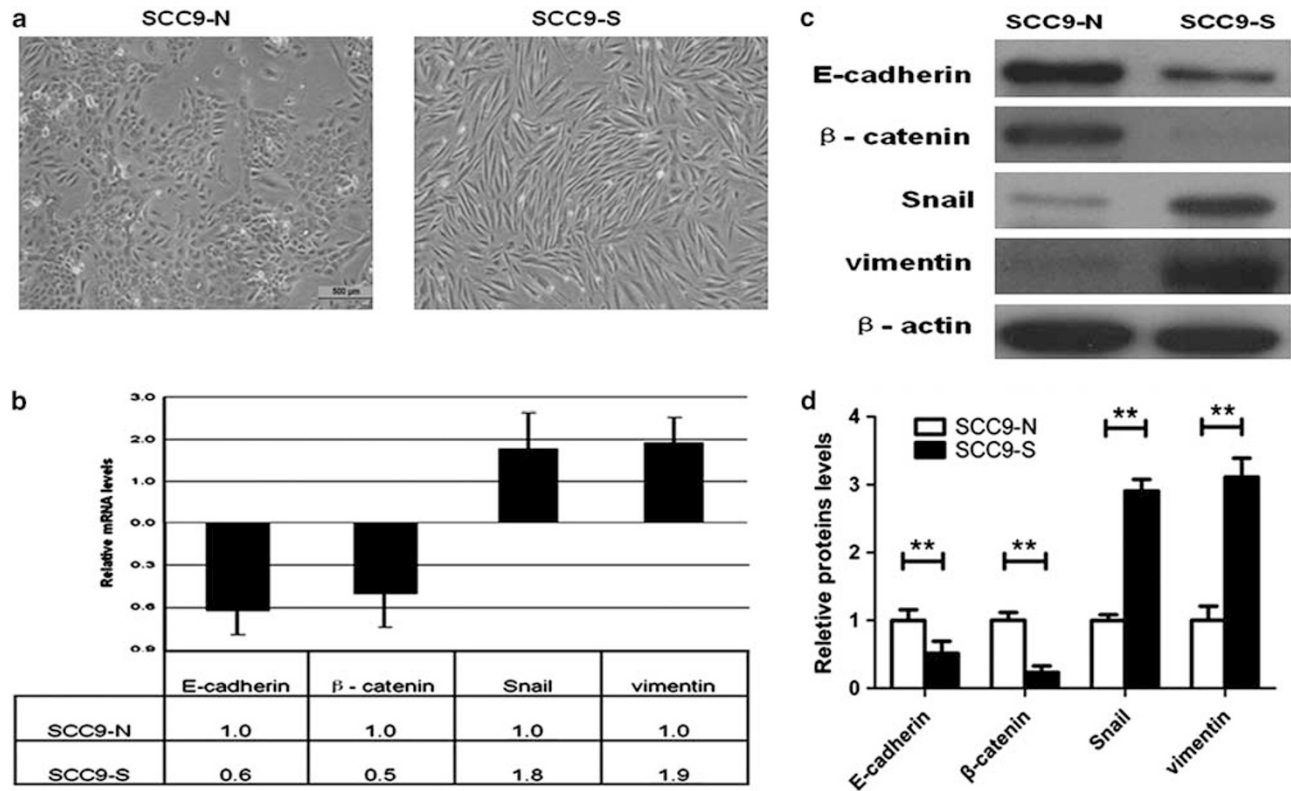 a
SCC9-N SCC9-S
500 µm
c
SCC9-N SCC9-S
E-cadherin
β - catenin
Snail
vimentin
β - actin
b
Relative mRNA levels
3.0
2.0
1.0
0.0
0.3
0.6
0.9
E-cadherin β - catenin Snail vimentin
SCC9-N 1.0 1.0 1.0 1.0
SCC9-S 0.6 0.5 1.8 1.9
d
Reletive proteins levels
4
3
2
1
0
SCC9-N
SCC9-S
** ** ** **
E-cadherin β-catenin Snail vimentin